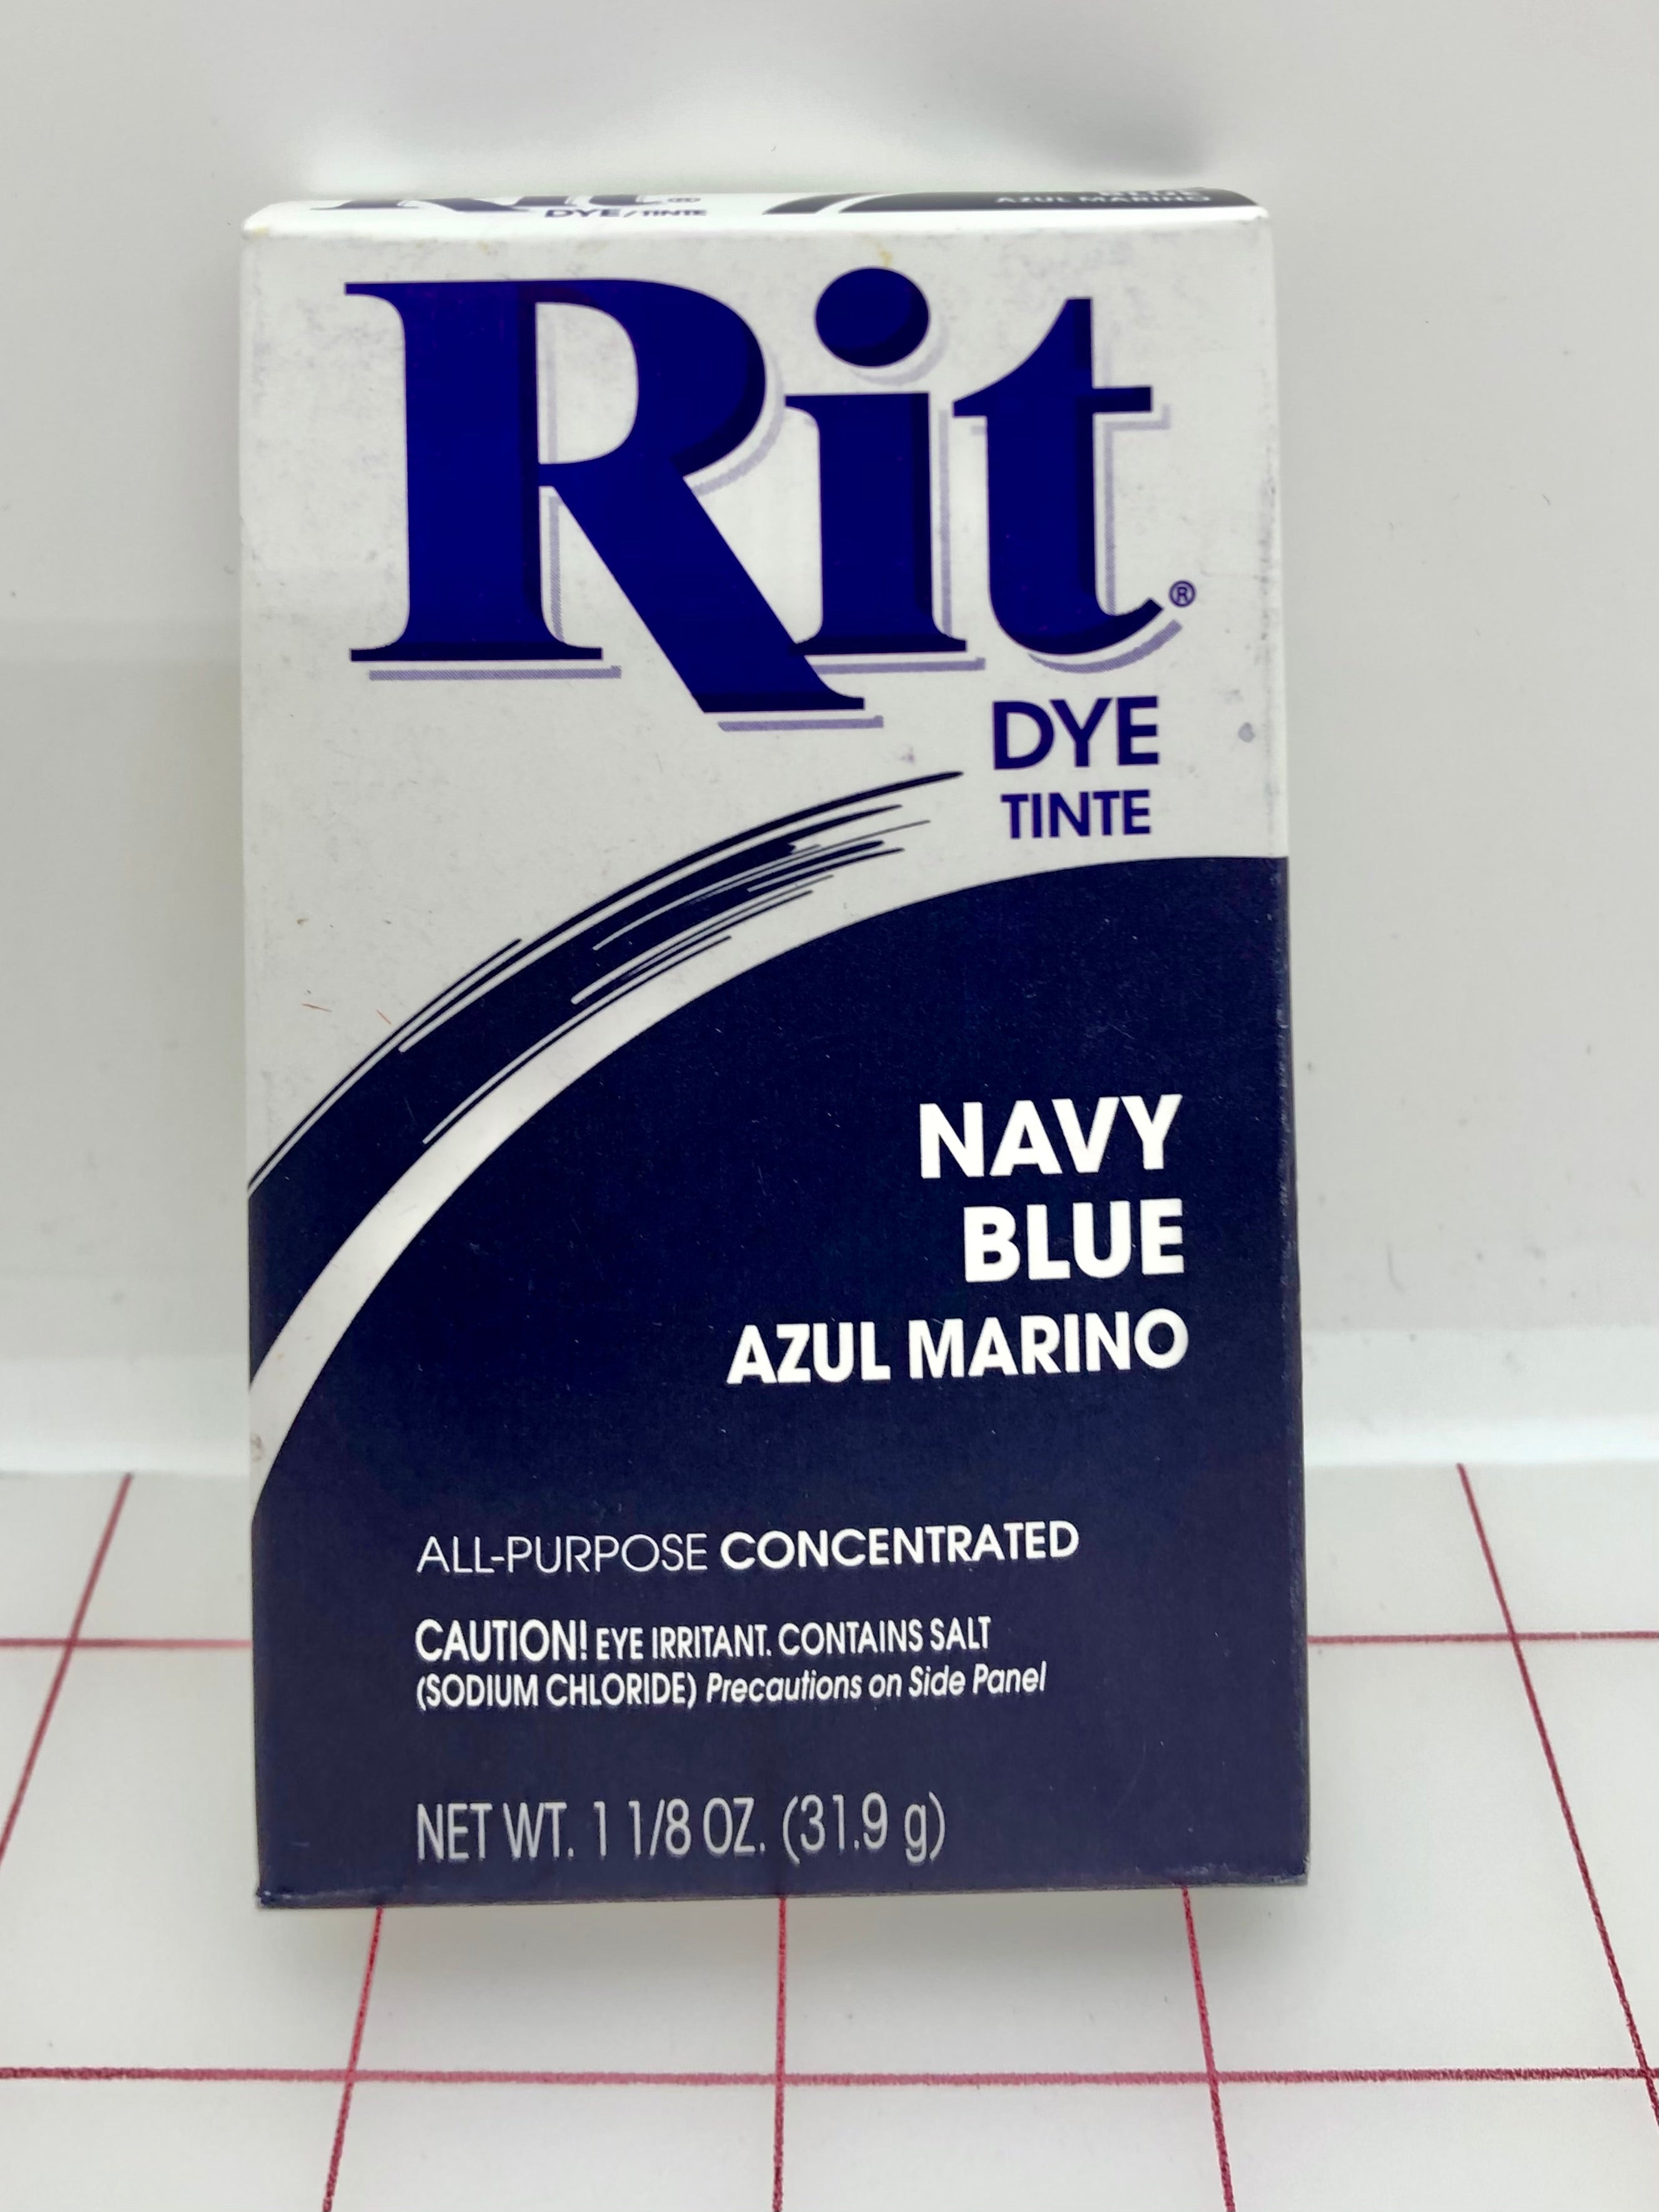 Rit®
DYE/TINTE
AZUL MARINO
Rit®
DYE
TINTE
NAVY
BLUE
AZUL MARINO
ALL-PURPOSE CONCENTRATED
CAUTION! EYE IRRITANT. CONTAINS SALT
(SODIUM CHLORIDE) Precautions on Side Panel
NET WT. 1 1/8 OZ. (31.9 g)